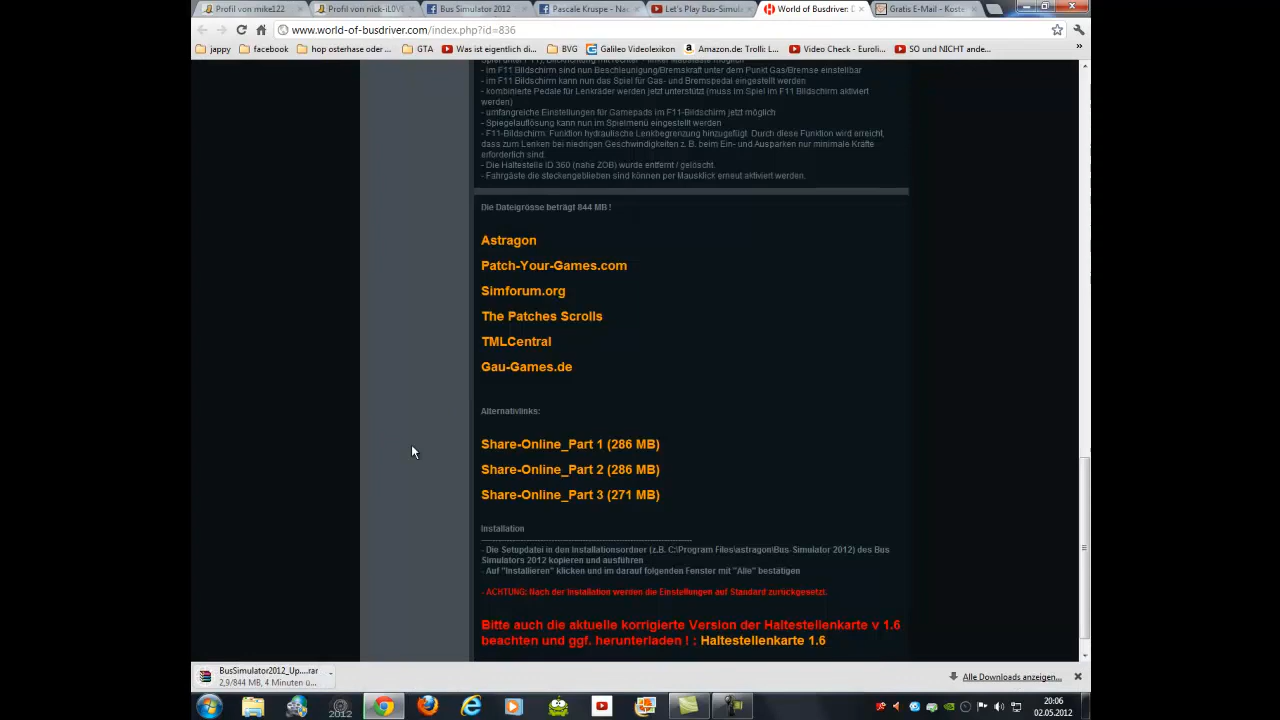 Profil von mike122
Profil von nick-iL0VE
Bus Simulator 2012
Pascale Kruspe - Na
Let's Play Bus-Simula
World of Busdriver: D
Gratis E-Mail - Koste
www.world-of-busdriver.com/index.php?id=836
jappy
facebook
hop osterhase oder ...
GTA
Was ist eigentlich di...
BVG
Galileo Videolexikon
Amazon.de: Trolli: L...
Video Check - Euroli...
SO und NICHT ande...
»
- im F11 Bildschirm sind nun Beschleunigung/Bremskraft unter dem Punkt Gas/Bremse einstellbar
- im F11 Bildschirm kann nun das Spiel für Gas- und Bremspedal eingestellt werden
- kombinierte Pedale für Lenkräder werden jetzt unterstützt (muss im Spiel im F11 Bildschirm aktiviert
werden)
- umfangreiche Einstellungen für Gamepads im F11-Bildschirm jetzt möglich
- Spiegelauflösung kann nun im Spielmenü eingestellt werden
- F11-Bildschirm: Funktion hydraulische Lenkbegrenzung hinzugefügt. Durch diese Funktion wird erreicht,
dass zum Lenken bei niedrigen Geschwindigkeiten z. B. beim Ein- und Ausparken nur minimale Kräfte
erforderlich sind.
- Die Haltestelle ID 360 (nahe ZOB) wurde entfernt / gelöscht.
- Fahrgäste die steckengeblieben sind können per Mausklick erneut aktiviert werden.
Die Dateigrösse beträgt 844 MB !
Astragon
Patch-Your-Games.com
Simforum.org
The Patches Scrolls
TMLCentral
Gau-Games.de
Alternativlinks:
Share-Online_Part 1 (286 MB)
Share-Online_Part 2 (286 MB)
Share-Online_Part 3 (271 MB)
Installation
- Die Setupdatei in den Installationsordner (z.B. C:\Program Files\astragon\Bus-Simulator 2012) des Bus
Simulators 2012 kopieren und ausführen
- Auf "Installieren" klicken und im darauf folgenden Fenster mit "Alle" bestätigen
- ACHTUNG: Nach der Installation werden die Einstellungen auf Standard zurückgesetzt.
Bitte auch die aktuelle korrigierte Version der Haltestellenkarte v 1.6
beachten und ggf. herunterladen ! : Haltestellenkarte 1.6
BusSimulator2012_Up....rar
2,9/844 MB, 4 Minuten ü...
Alle Downloads anzeigen...
2012
20:06
02.05.2012